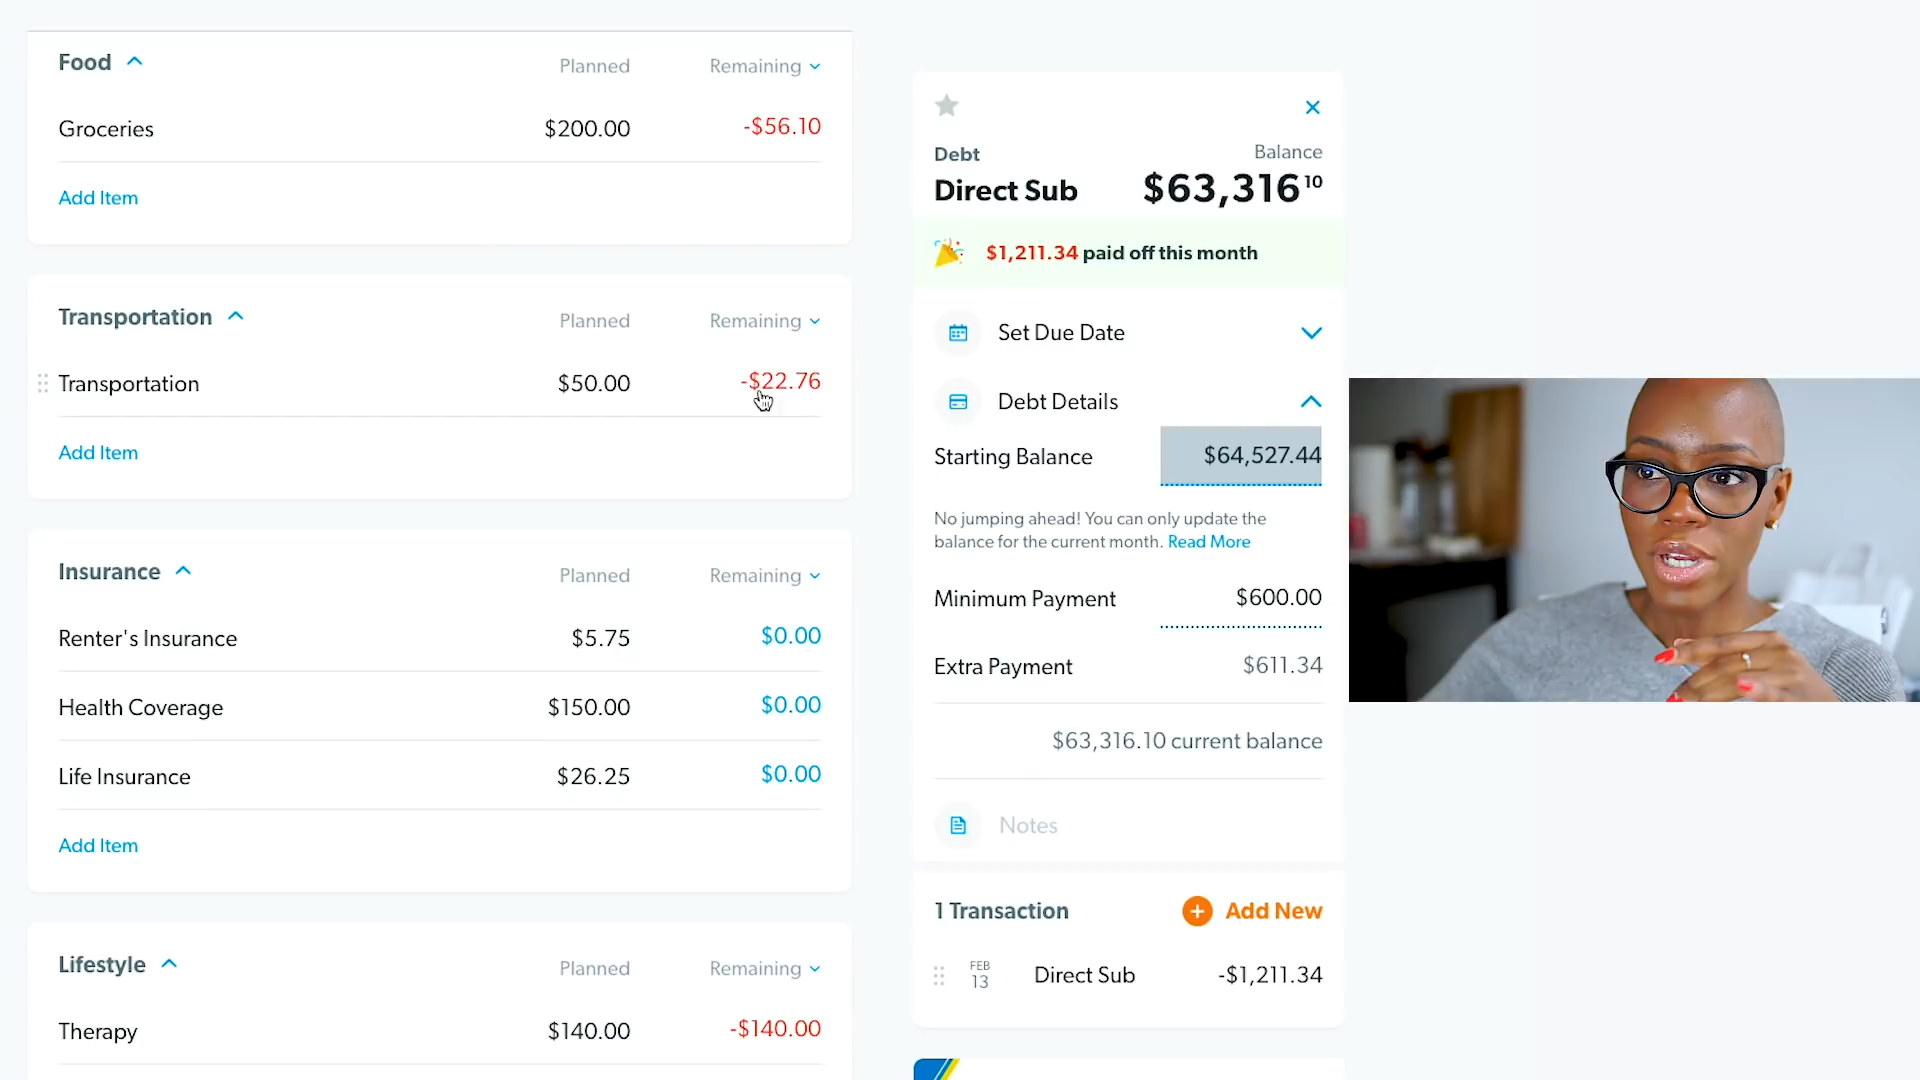 Food Planned Remaining
Groceries $200.00 -$56.10
Add Item
Transportation Planned Remaining
Transportation $50.00 -$22.76
Add Item
Insurance Planned Remaining
Renter's Insurance $5.75 $0.00
Health Coverage $150.00 $0.00
Life Insurance $26.25 $0.00
Add Item
Lifestyle Planned Remaining
Therapy $140.00 -$140.00
Debt Balance
Direct Sub $63,316 10
$1,211.34 paid off this month
Set Due Date
Debt Details
Starting Balance $64,527.44
No jumping ahead! You can only update the
balance for the current month. Read More
Minimum Payment $600.00
Extra Payment $611.34
$63,316.10 current balance
Notes
1 Transaction Add New
FEB
13 Direct Sub -$1,211.34